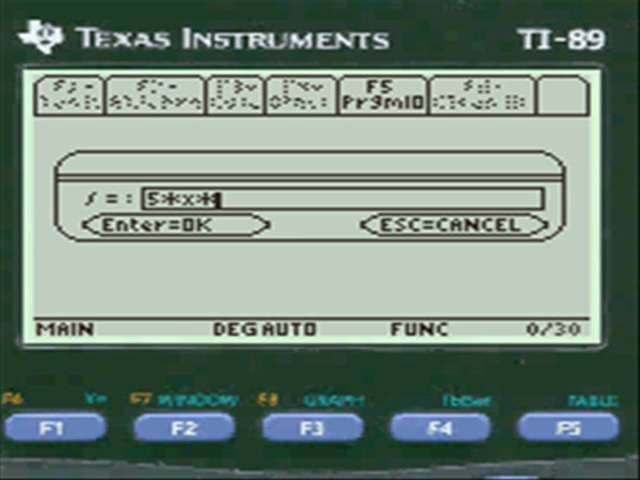 TEXAS INSTRUMENTS TI-89
F5
PrgmIO
ƒ = : 5*x*
Enter=OK ESC=CANCEL
MAIN DEG AUTO FUNC 0/30
F6 Y= F7 WINDOW F8 GRAPH TblSet TABLE
F1 F2 F3 F4 F5